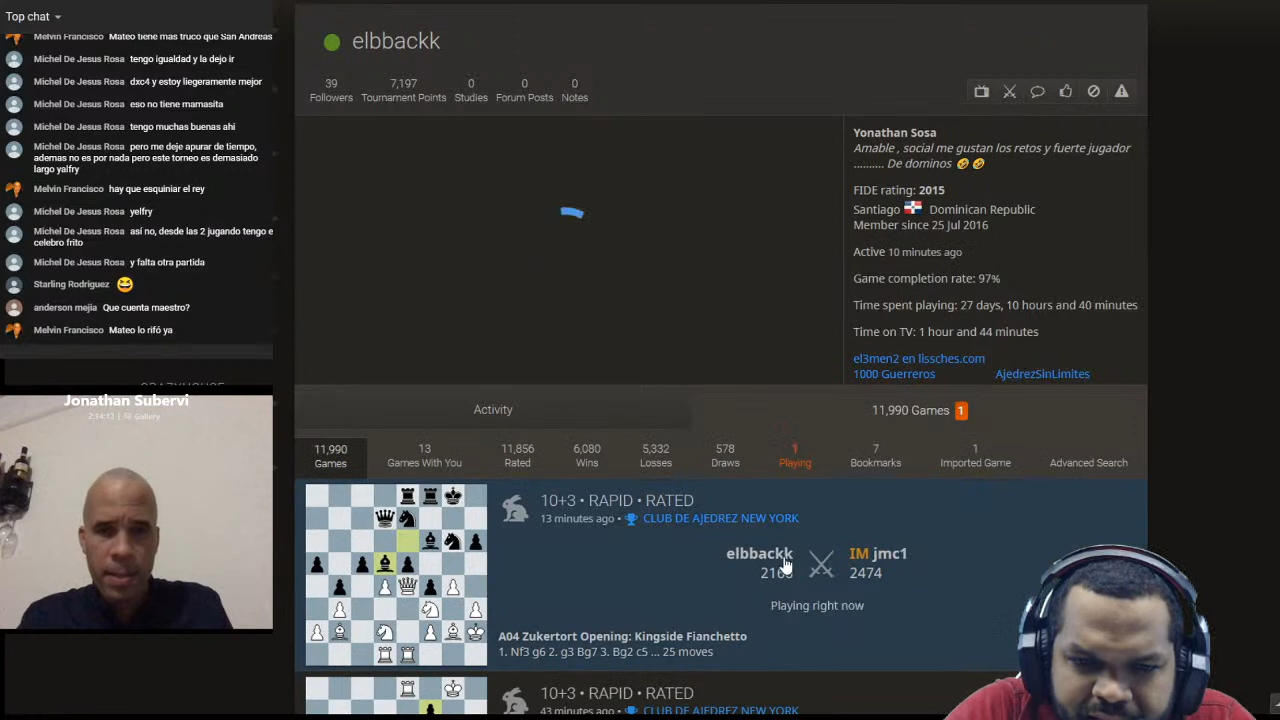 Top chat
Melvin Francisco Mateo tiene mas truco que San Andreas
Michel De Jesus Rosa tengo igualdad y la dejo ir
Michel De Jesus Rosa dxc4 y estoy liegeramente mejor
Michel De Jesus Rosa eso no tiene mamasita
Michel De Jesus Rosa tengo muchas buenas ahi
Michel De Jesus Rosa pero me deje apurar de tiempo,
ademas no es por nada pero este torneo es demasiado
largo yalfry
Melvin Francisco hay que esquiniar el rey
Michel De Jesus Rosa yelfry
Michel De Jesus Rosa así no, desde las 2 jugando tengo e
celebro frito
Michel De Jesus Rosa y falta otra partida
Starling Rodriguez 😆
anderson mejia Que cuenta maestro?
Melvin Francisco Mateo lo rifó ya
Jonathan Subervi
elbbackk
39 7,197 0 0 0
Followers Tournament Points Studies Forum Posts Notes
Yonathan Sosa
Amable , social me gustan los retos y fuerte jugador
.......... De dominos 🤣 🤣
FIDE rating: 2015
Santiago 🇩🇴 Dominican Republic
Member since 25 Jul 2016
Active 10 minutes ago
Game completion rate: 97%
Time spent playing: 27 days, 10 hours and 40 minutes
Time on TV: 1 hour and 44 minutes
el3men2 en lissches.com
1000 Guerreros AjedrezSinLimites
Activity 11,990 Games 1
11,990 13 11,856 6,080 5,332 578 1 7 1
Games Games With You Rated Wins Losses Draws Playing Bookmarks Imported Game Advanced Search
10+3 • RAPID • RATED
13 minutes ago • CLUB DE AJEDREZ NEW YORK
elbbackk IM jmc1
2474
Playing right now
A04 Zukertort Opening: Kingside Fianchetto
1. Nf3 g6 2. g3 Bg7 3. Bg2 c5 ... 25 moves
10+3 • RAPID • RATED
43 minutes ago • CLUB DE AJEDREZ NEW YORK